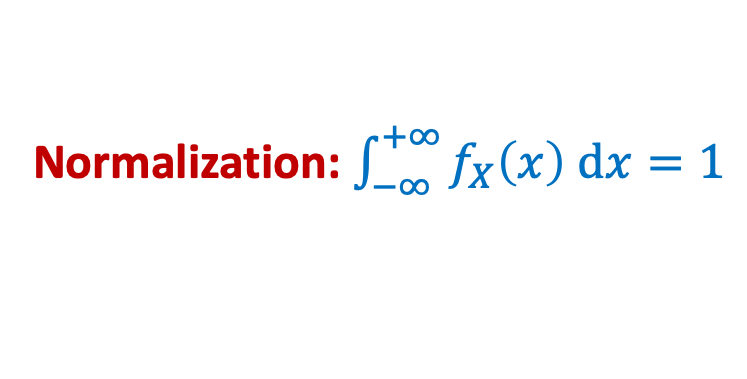 Normalization: ∫_{−∞}^{+∞} f_X(x) dx = 1